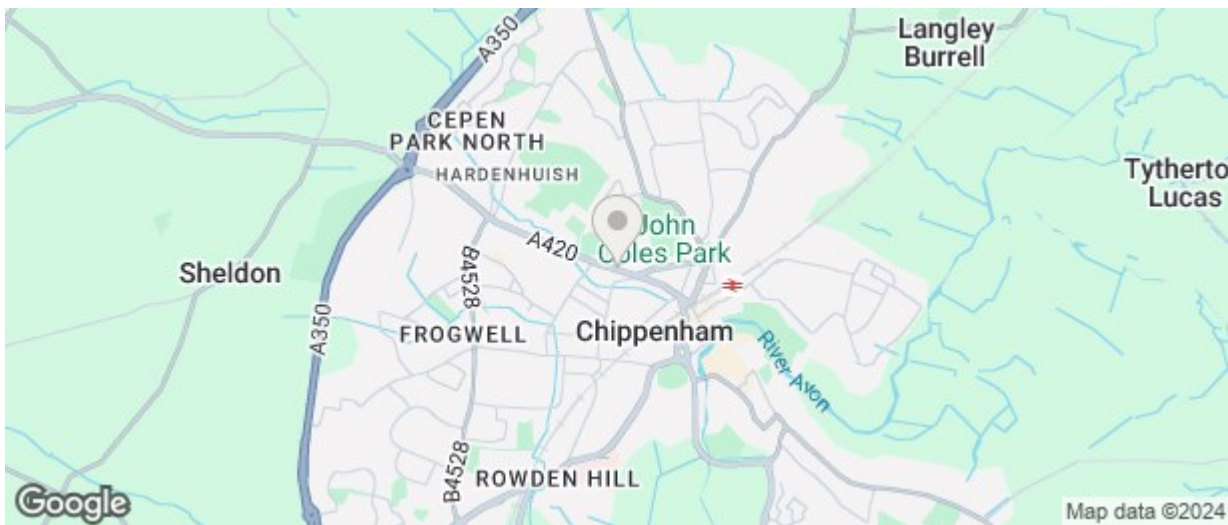 Langley
Burrell
A350
CEPEN
PARK NORTH
HARDENHUISH
Tytherto
Lucas
John
Coles Park
A420
B4528
Sheldon
A350
FROGWELL
Chippenham
River Avon
B4528
ROWDEN HILL
Google
Map data ©2024